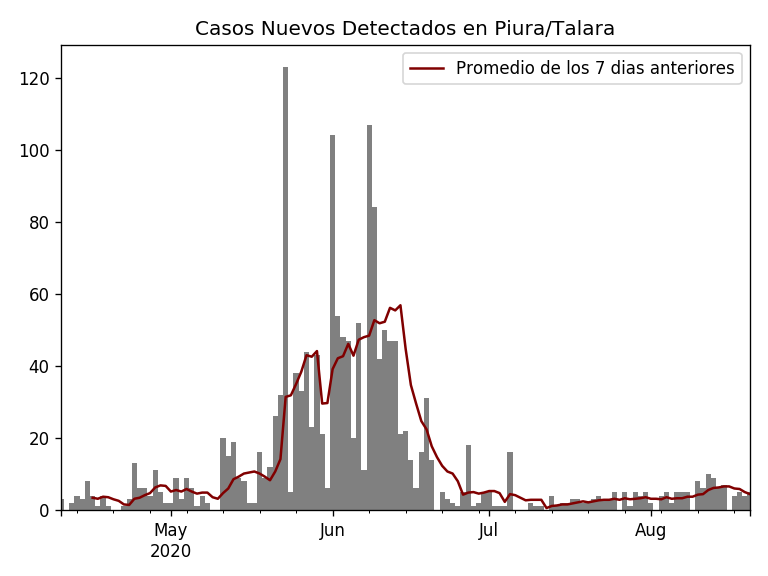 Casos Nuevos Detectados en Piura/Talara
Promedio de los 7 dias anteriores
120
100
80
60
40
20
0
May Jun Jul Aug
2020